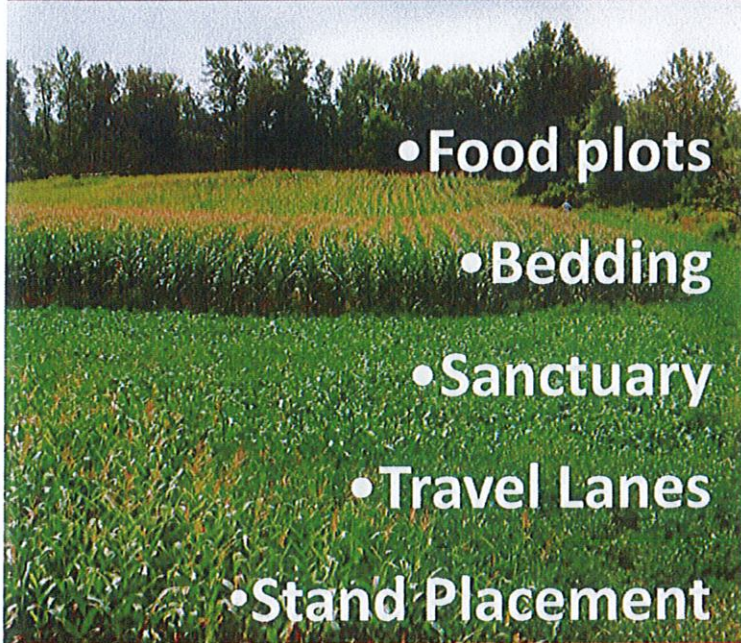 •Food plots
•Bedding
•Sanctuary
•Travel Lanes
•Stand Placement